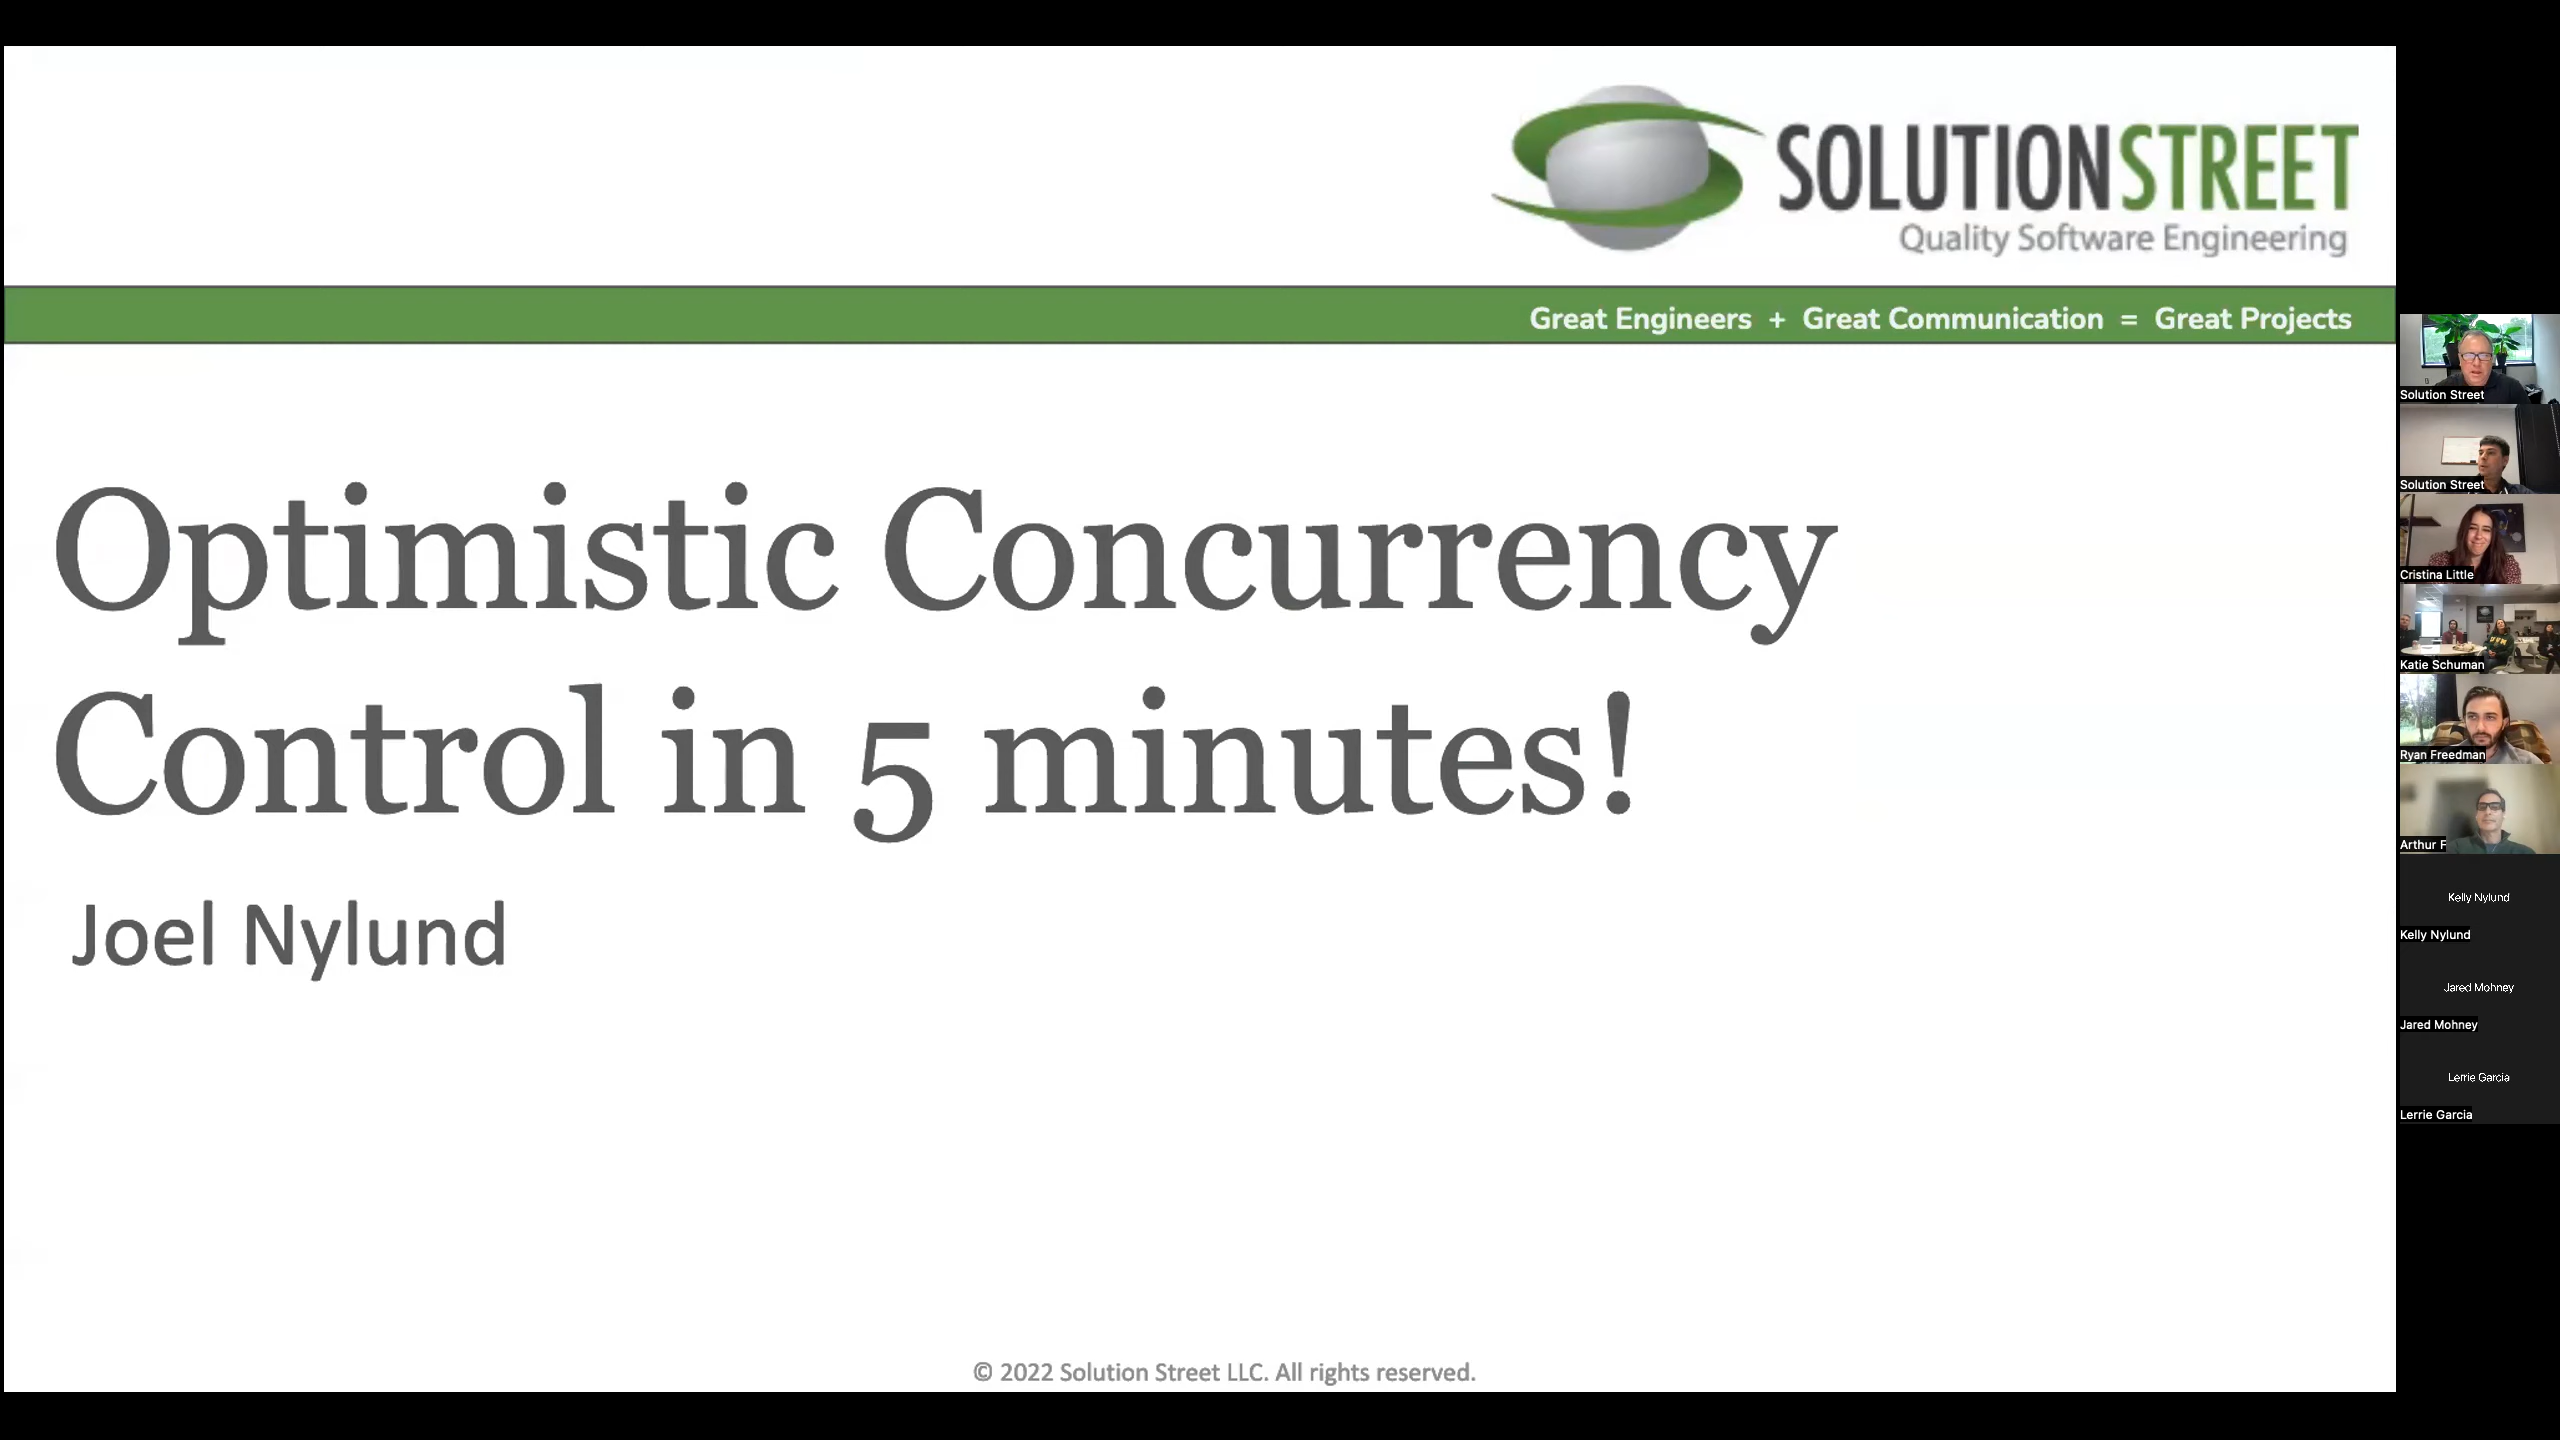 SOLUTIONSTREET
Quality Software Engineering
Great Engineers + Great Communication = Great Projects
Optimistic Concurrency
Control in 5 minutes!
Joel Nylund
© 2022 Solution Street LLC. All rights reserved.
Solution Street
Solution Street
Cristina Little
Katie Schuman
Ryan Freedman
Arthur F
Kelly Nylund
Kelly Nylund
Jared Mohney
Jared Mohney
Lerrie Garcia
Lerrie Garcia